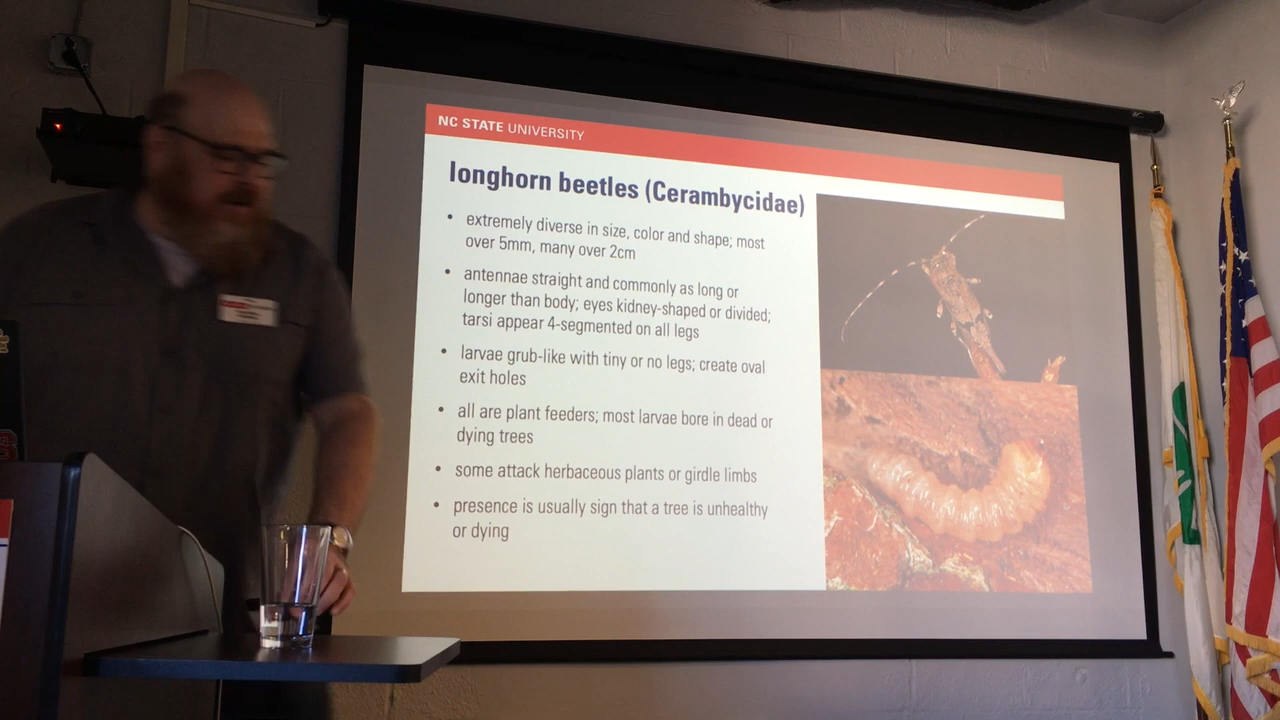 NC STATE UNIVERSITY
longhorn beetles (Cerambycidae)
• extremely diverse in size, color and shape; most
over 5mm, many over 2cm
• antennae straight and commonly as long or
longer than body; eyes kidney-shaped or divided;
tarsi appear 4-segmented on all legs
• larvae grub-like with tiny or no legs; create oval
exit holes
• all are plant feeders; most larvae bore in dead or
dying trees
• some attack herbaceous plants or girdle limbs
• presence is usually sign that a tree is unhealthy
or dying